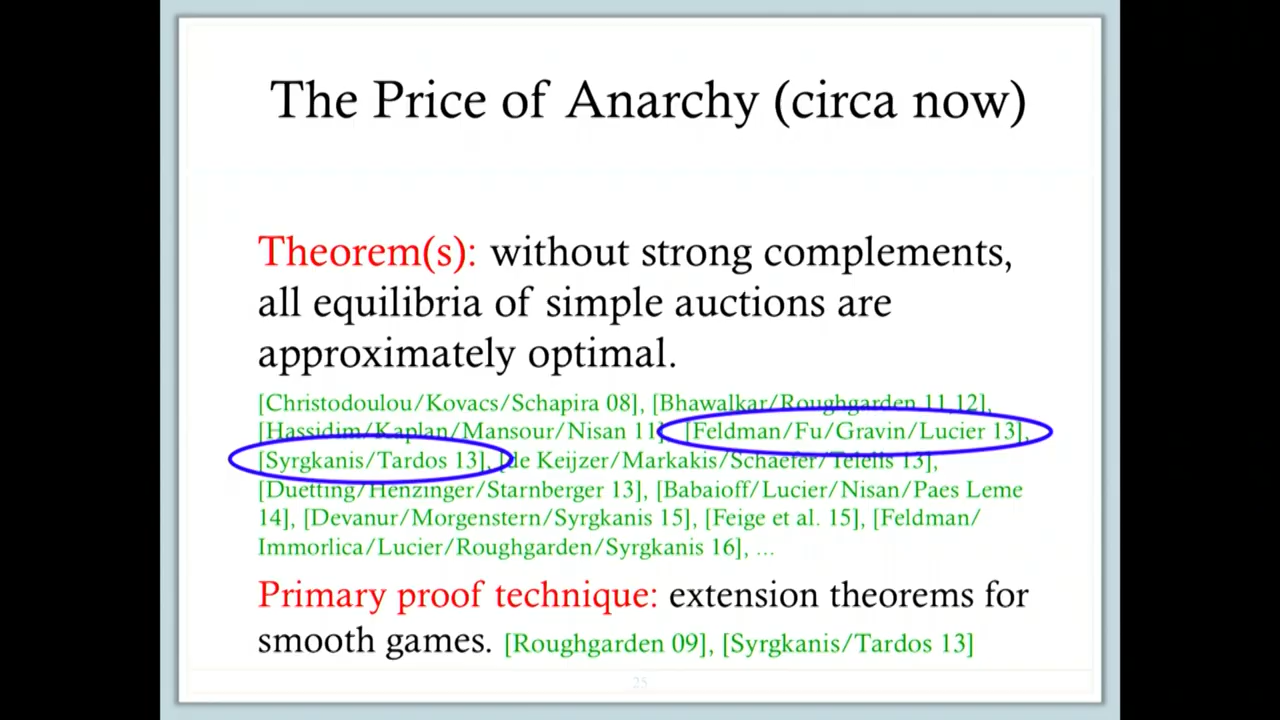 The Price of Anarchy (circa now)
Theorem(s): without strong complements,
all equilibria of simple auctions are
approximately optimal.
[Christodoulou/Kovacs/Schapira 08], [Bhawalkar/Roughgarden 11,12],
[Hassidim/Kaplan/Mansour/Nisan 11], [Feldman/Fu/Gravin/Lucier 13],
[Syrgkanis/Tardos 13], [de Keijzer/Markakis/Schaefer/Telelis 13],
[Duetting/Henzinger/Starnberger 13], [Babaioff/Lucier/Nisan/Paes Leme
14], [Devanur/Morgenstern/Syrgkanis 15], [Feige et al. 15], [Feldman/
Immorlica/Lucier/Roughgarden/Syrgkanis 16], ...
Primary proof technique: extension theorems for
smooth games. [Roughgarden 09], [Syrgkanis/Tardos 13]
25